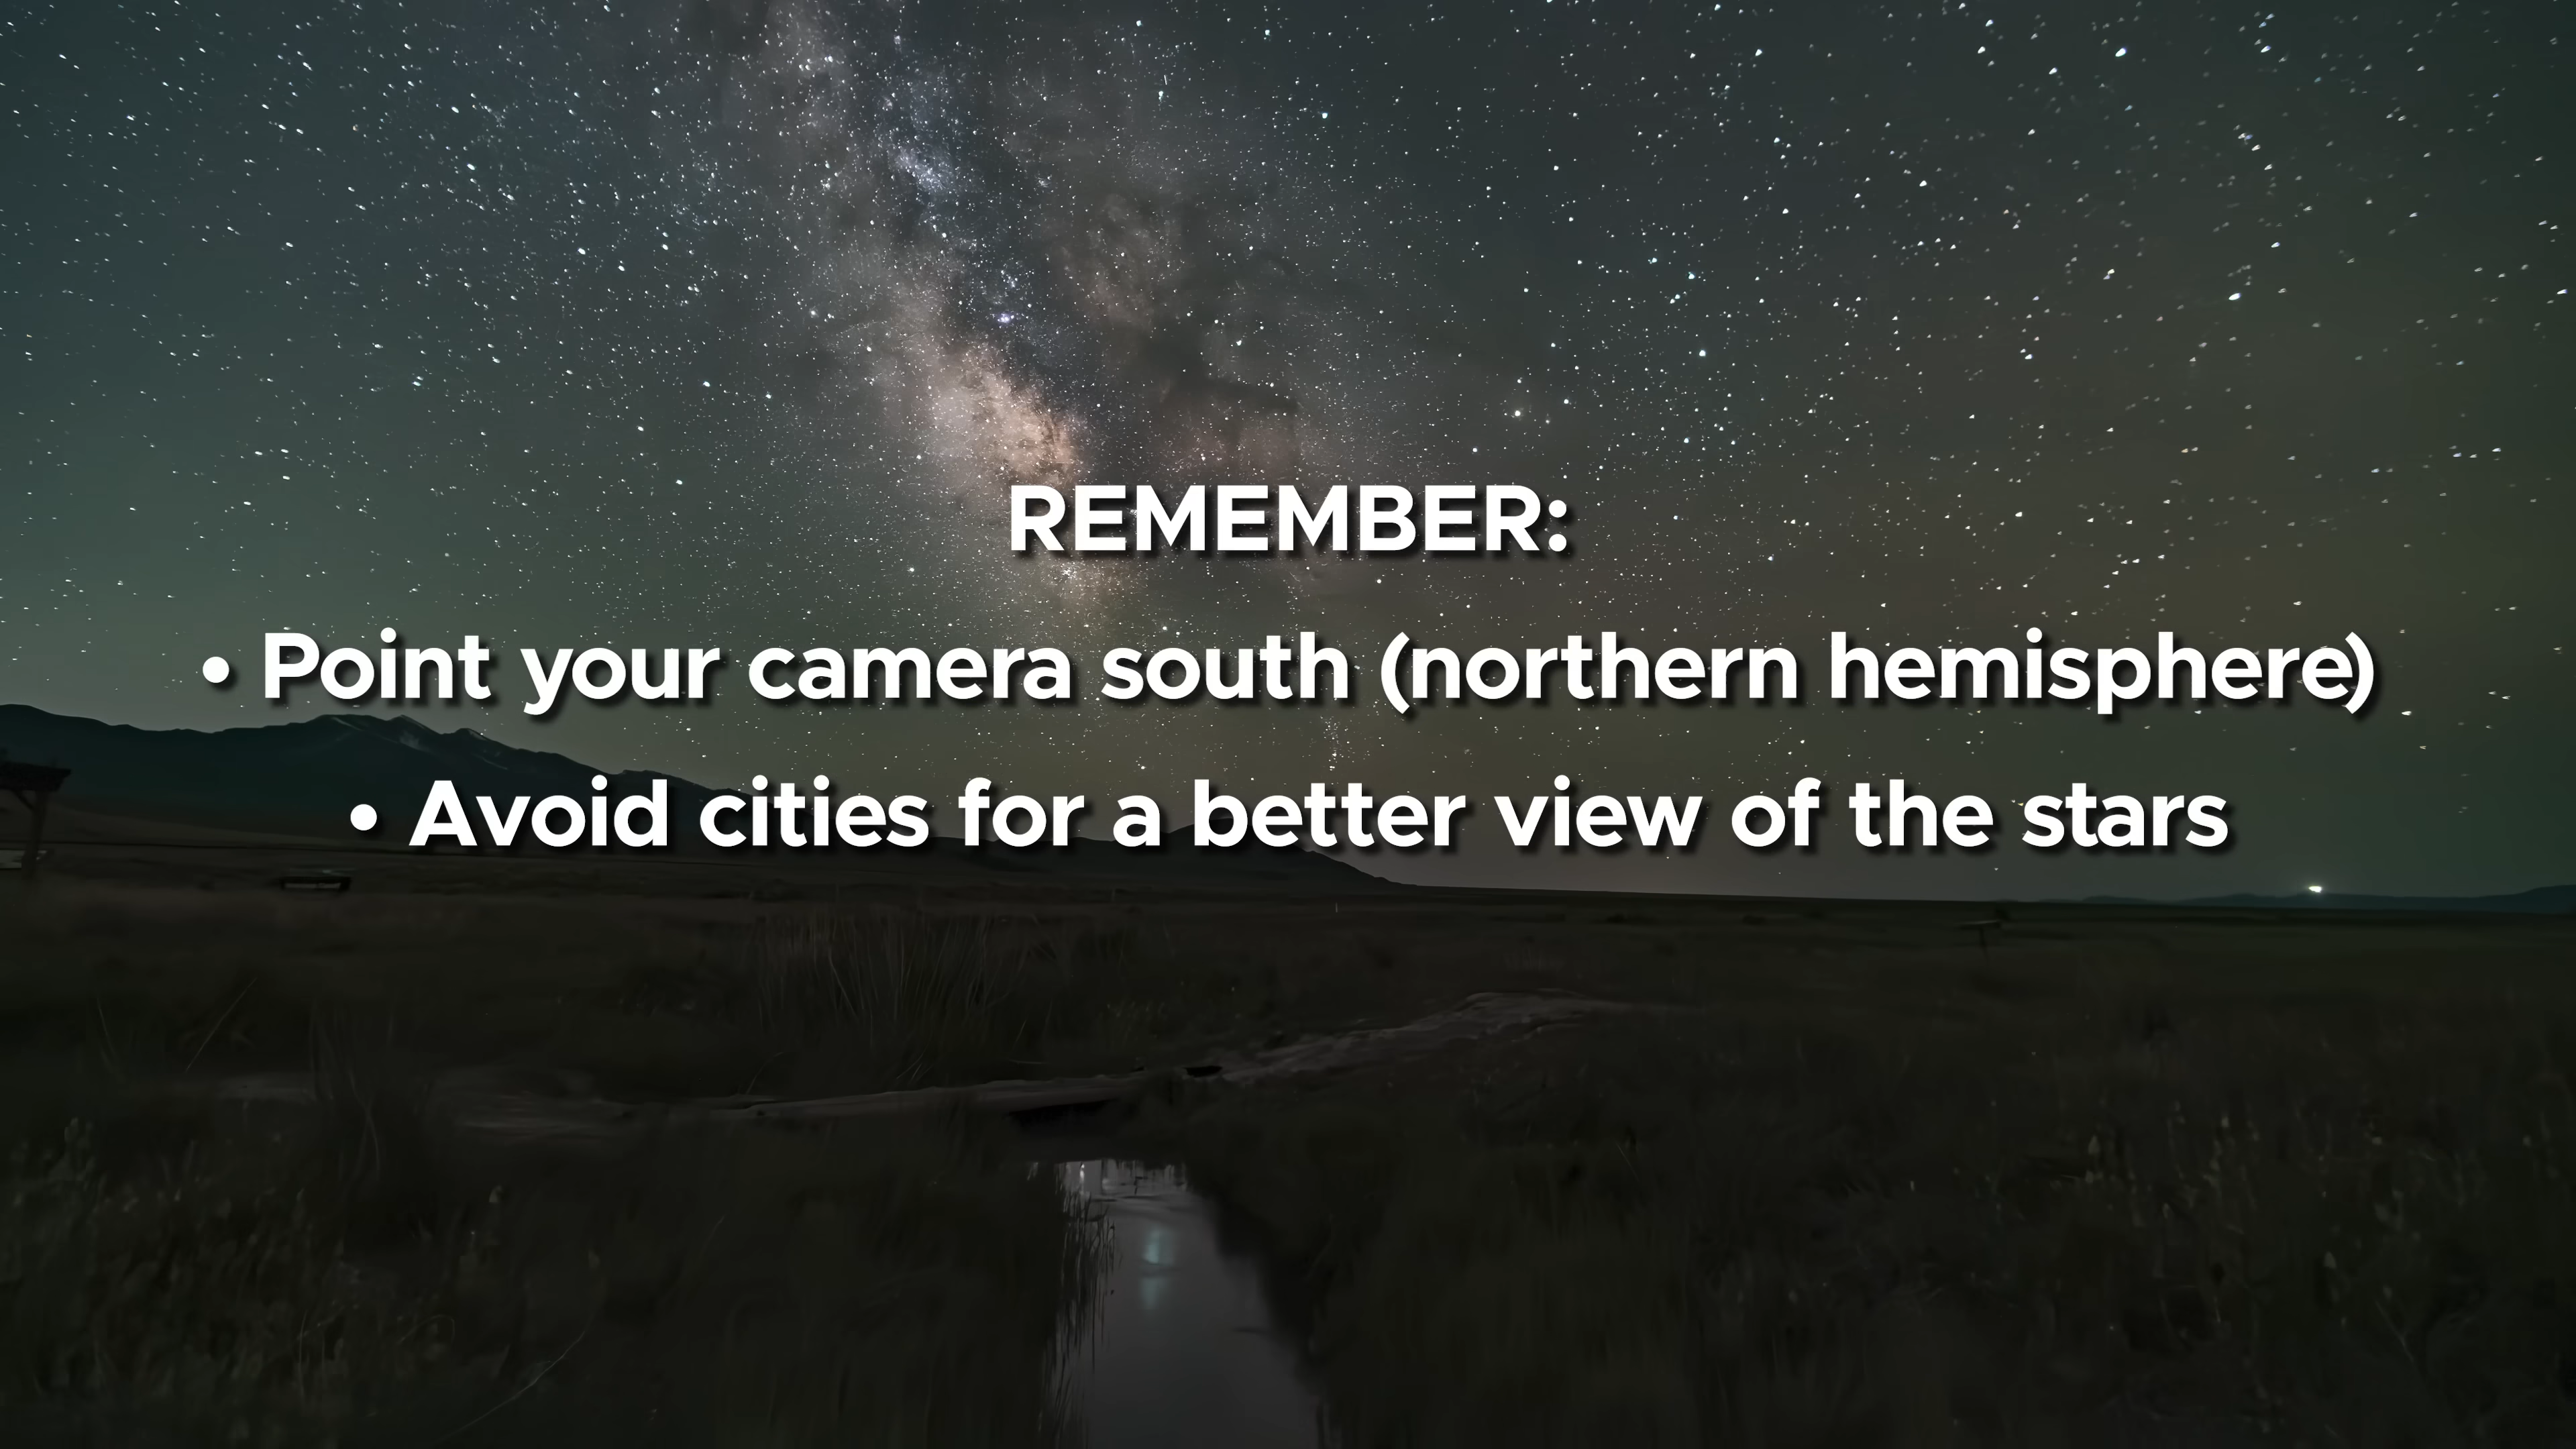 REMEMBER:
• Point your camera south (northern hemisphere)
• Avoid cities for a better view of the stars